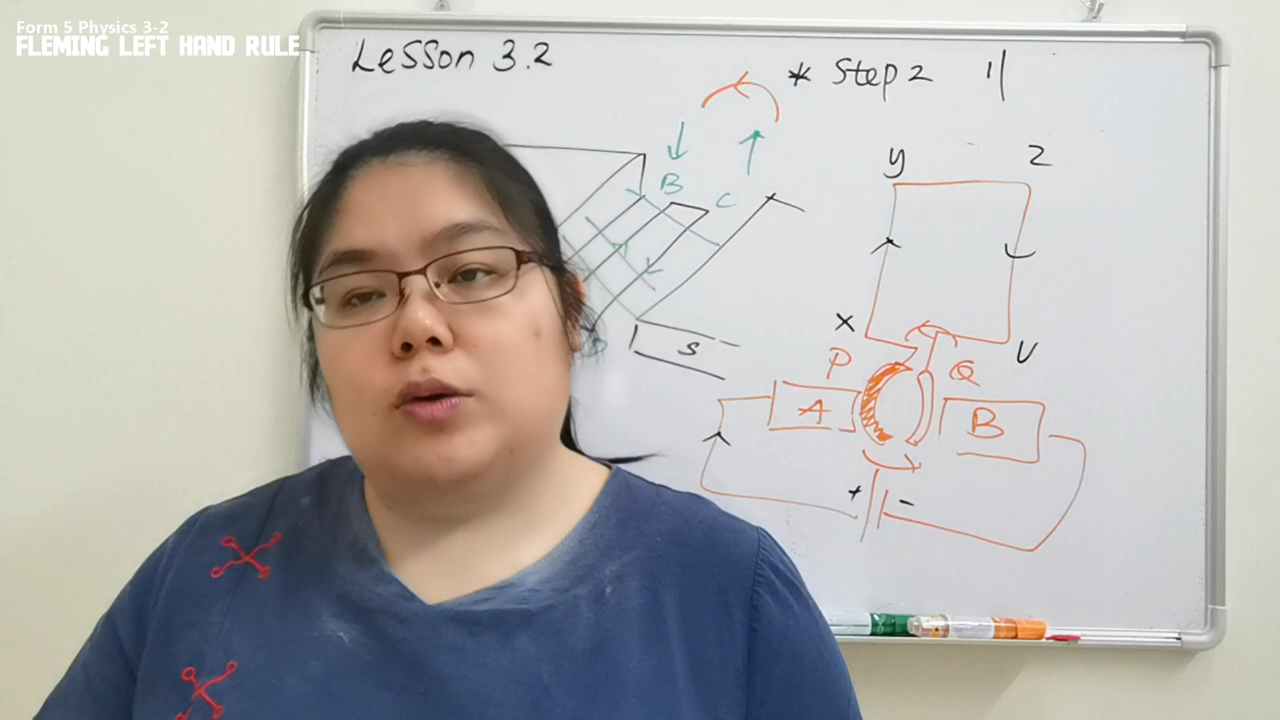 Form 5 Physics 3-2
FLEMING LEFT HAND RULE
Lesson 3.2
* Step 2
B
C
S
y
z
x
V
P
Q
A
B
+
-